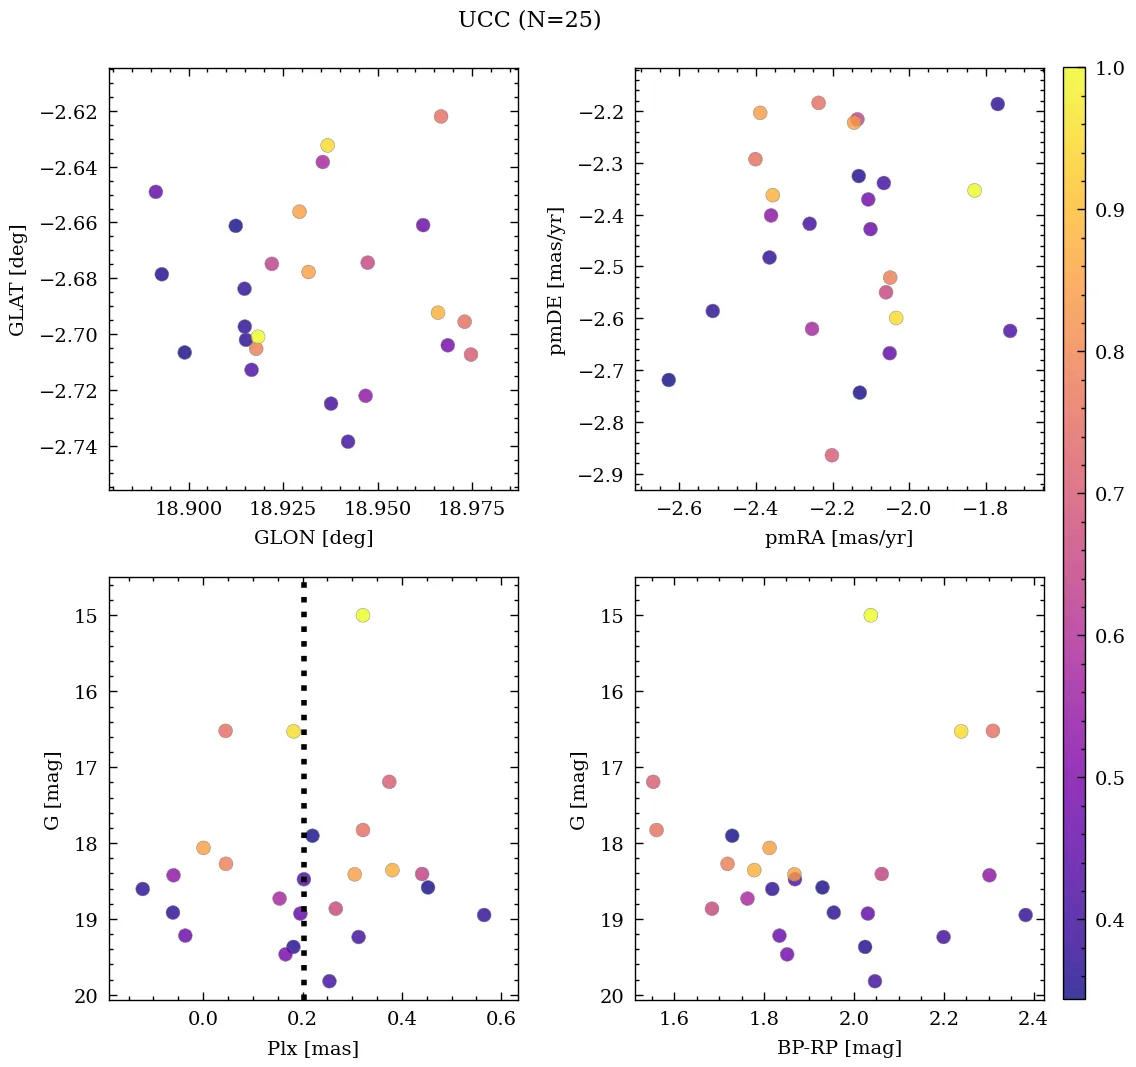 UCC (N=25)
−2.62
−2.64
−2.66
−2.68
−2.70
−2.72
−2.74
GLAT [deg]
18.900 18.925 18.950 18.975
GLON [deg]
−2.2
−2.3
−2.4
−2.5
−2.6
−2.7
−2.8
−2.9
pmDE [mas/yr]
−2.6 −2.4 −2.2 −2.0 −1.8
pmRA [mas/yr]
15
16
17
18
19
20
G [mag]
0.0 0.2 0.4 0.6
Plx [mas]
15
16
17
18
19
20
G [mag]
1.6 1.8 2.0 2.2 2.4
BP-RP [mag]
1.0
0.9
0.8
0.7
0.6
0.5
0.4